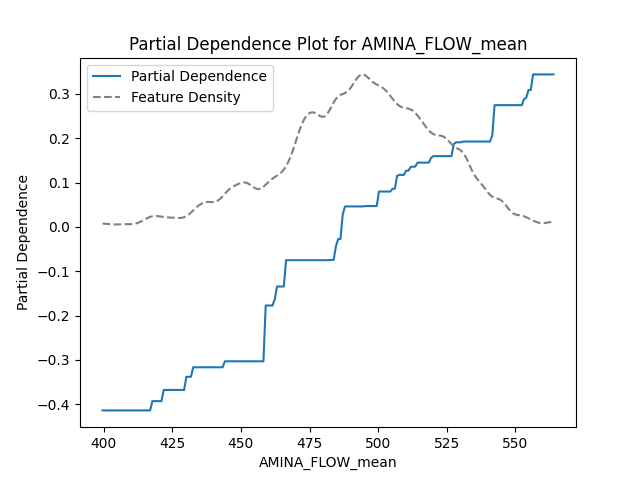 Partial Dependence Plot for AMINA_FLOW_mean
Partial Dependence
Feature Density
Partial Dependence
0.3
0.2
0.1
0.0
−0.1
−0.2
−0.3
−0.4
400 425 450 475 500 525 550
AMINA_FLOW_mean